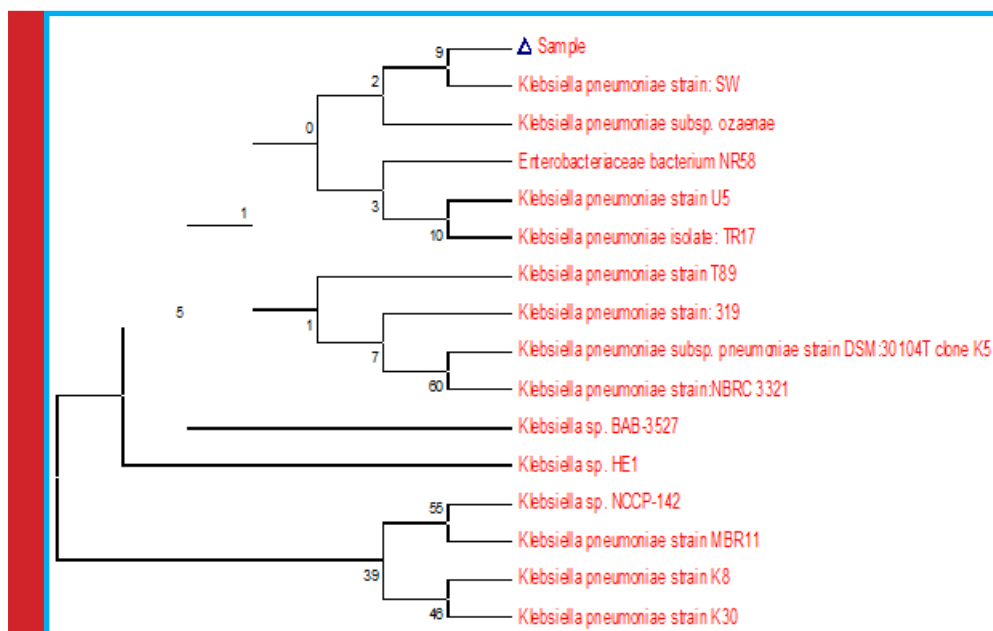 9
Sample
Klebsiella pneumoniae strain: SW
2
Klebsiella pneumoniae subsp. ozaenae
0
Enterobacteriaceae bacterium NR58
3
Klebsiella pneumoniae strain U5
10
Klebsiella pneumoniae isolate: TR17
1
Klebsiella pneumoniae strain T89
5
Klebsiella pneumoniae strain: 319
1
7
Klebsiella pneumoniae subsp. pneumoniae strain DSM:30104T clone K5
60
Klebsiella pneumoniae strain:NBRC 3321
Klebsiella sp. BAB-3527
Klebsiella sp. HE1
Klebsiella sp. NCCP-142
55
Klebsiella pneumoniae strain MBR11
39
Klebsiella pneumoniae strain K8
46
Klebsiella pneumoniae strain K30